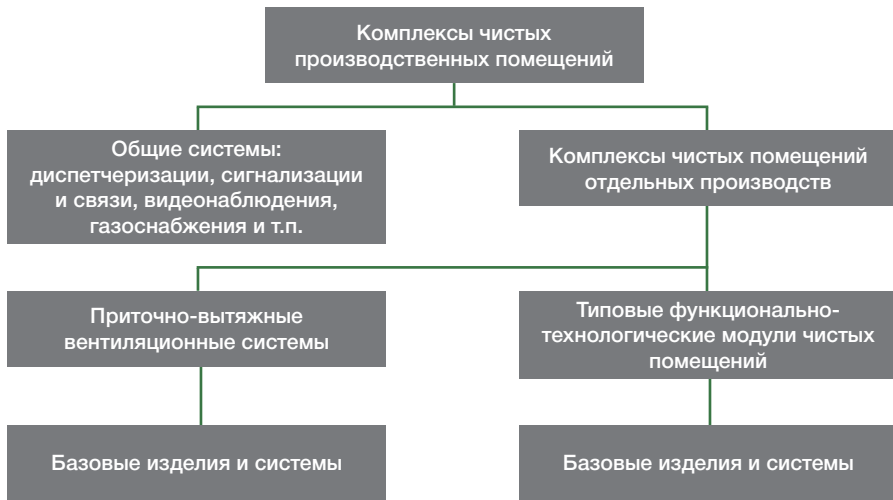 Комплексы чистых
производственных помещений
Общие системы:
диспетчеризации, сигнализации
и связи, видеонаблюдения,
газоснабжения и т.п.
Комплексы чистых помещений
отдельных производств
Приточно-вытяжные
вентиляционные системы
Типовые функционально-
технологические модули чистых
помещений
Базовые изделия и системы
Базовые изделия и системы